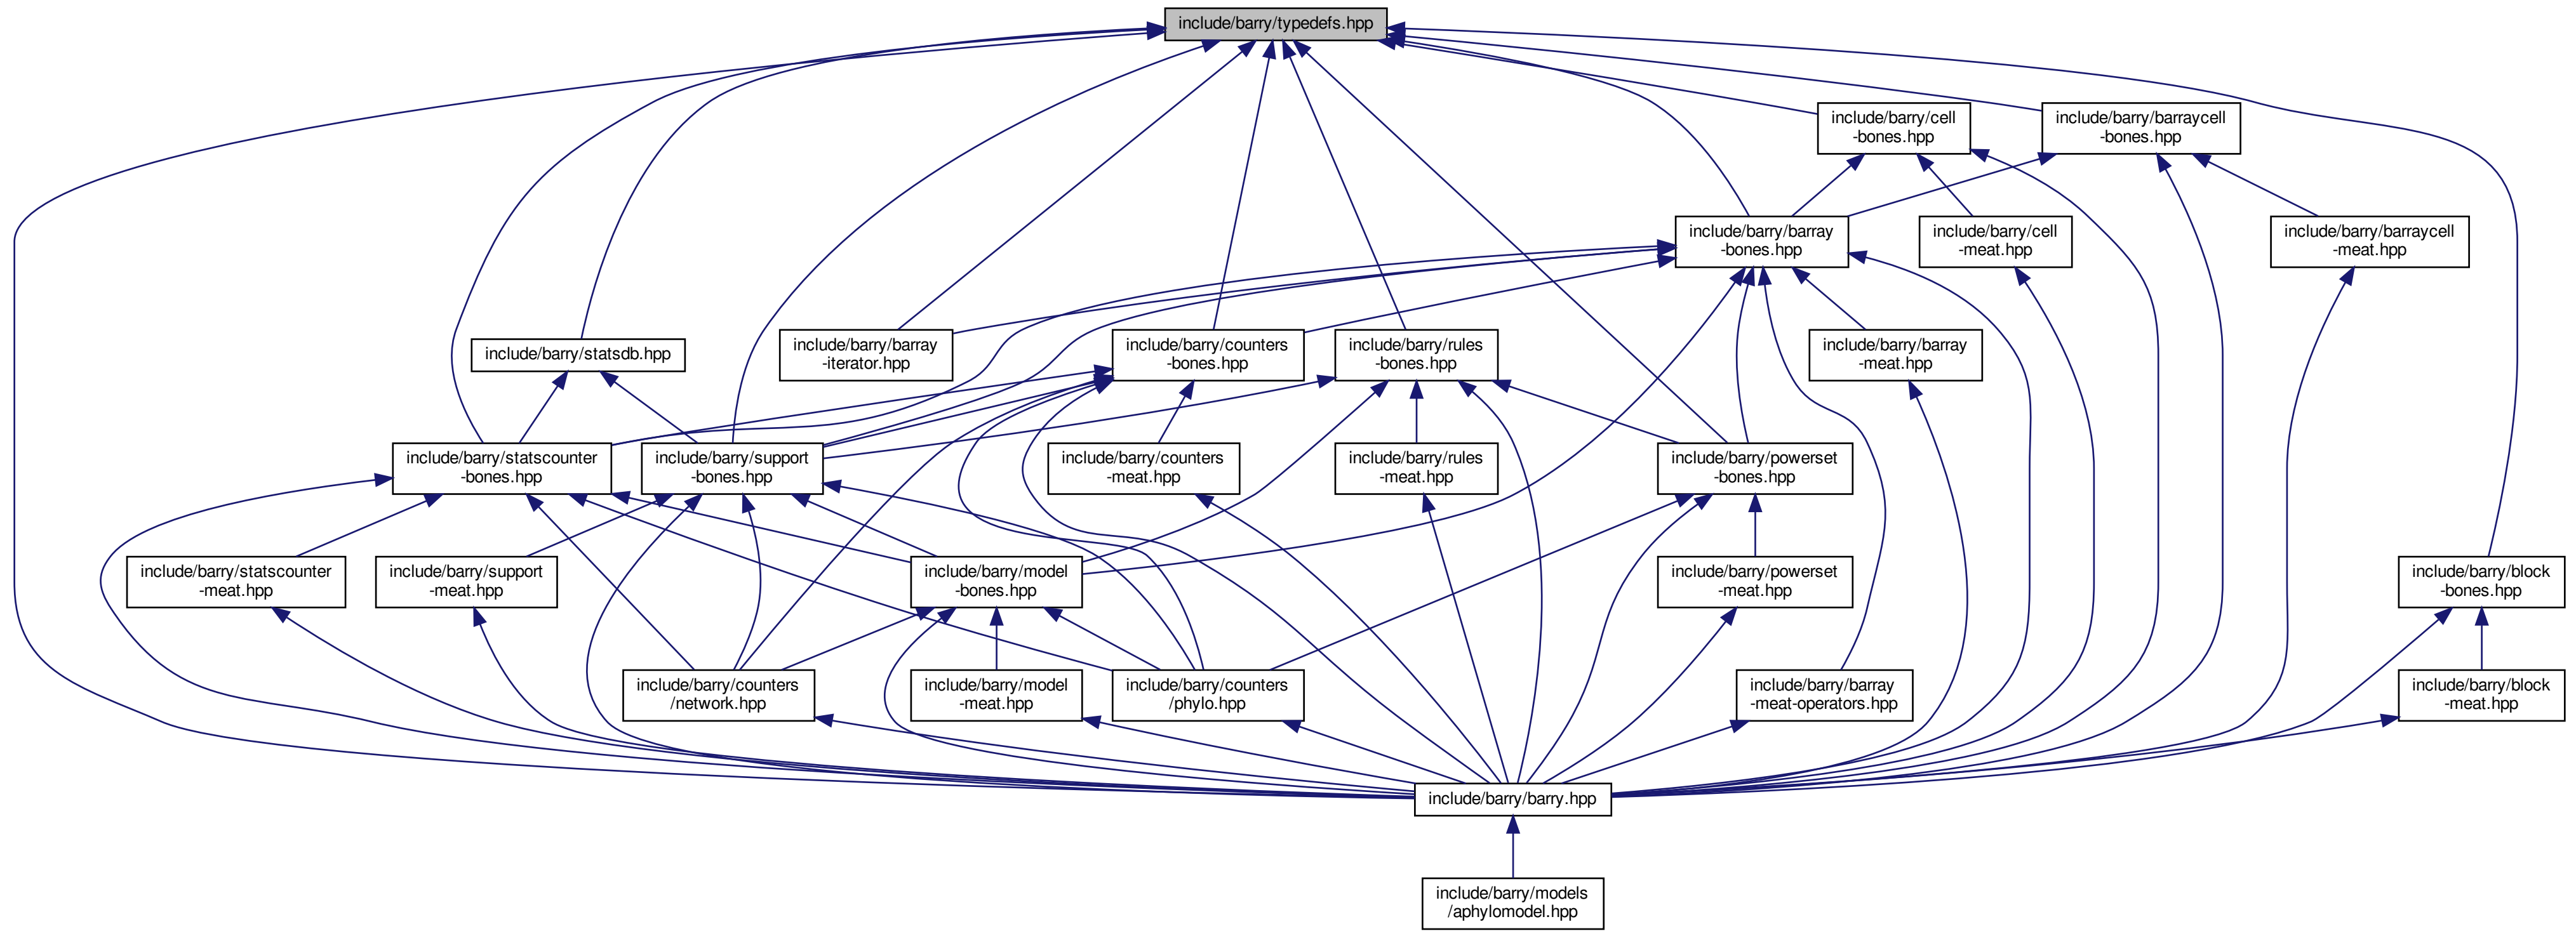 include/barry/typedefs.hpp
include/barry/cell
-bones.hpp
include/barry/barraycell
-bones.hpp
include/barry/barray
-bones.hpp
include/barry/cell
-meat.hpp
include/barry/barraycell
-meat.hpp
include/barry/statsdb.hpp
include/barry/barray
-iterator.hpp
include/barry/counters
-bones.hpp
include/barry/rules
-bones.hpp
include/barry/barray
-meat.hpp
include/barry/statscounter
-bones.hpp
include/barry/support
-bones.hpp
include/barry/counters
-meat.hpp
include/barry/rules
-meat.hpp
include/barry/powerset
-bones.hpp
include/barry/statscounter
-meat.hpp
include/barry/support
-meat.hpp
include/barry/model
-bones.hpp
include/barry/powerset
-meat.hpp
include/barry/block
-bones.hpp
include/barry/counters
/network.hpp
include/barry/model
-meat.hpp
include/barry/counters
/phylo.hpp
include/barry/barray
-meat-operators.hpp
include/barry/block
-meat.hpp
include/barry/barry.hpp
include/barry/models
/aphylomodel.hpp